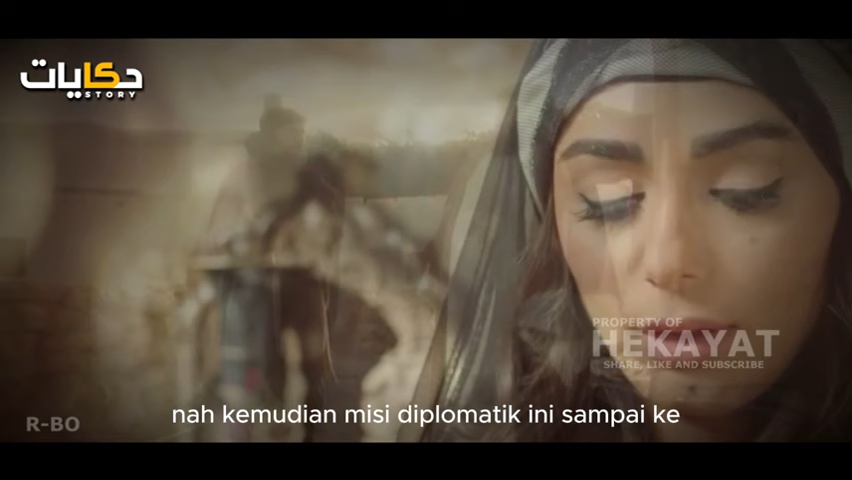 حكايات
STORY
PROPERTY OF
HEKAYAT
SHARE, LIKE AND SUBSCRIBE
nah kemudian misi diplomatik ini sampai ke
R-BO